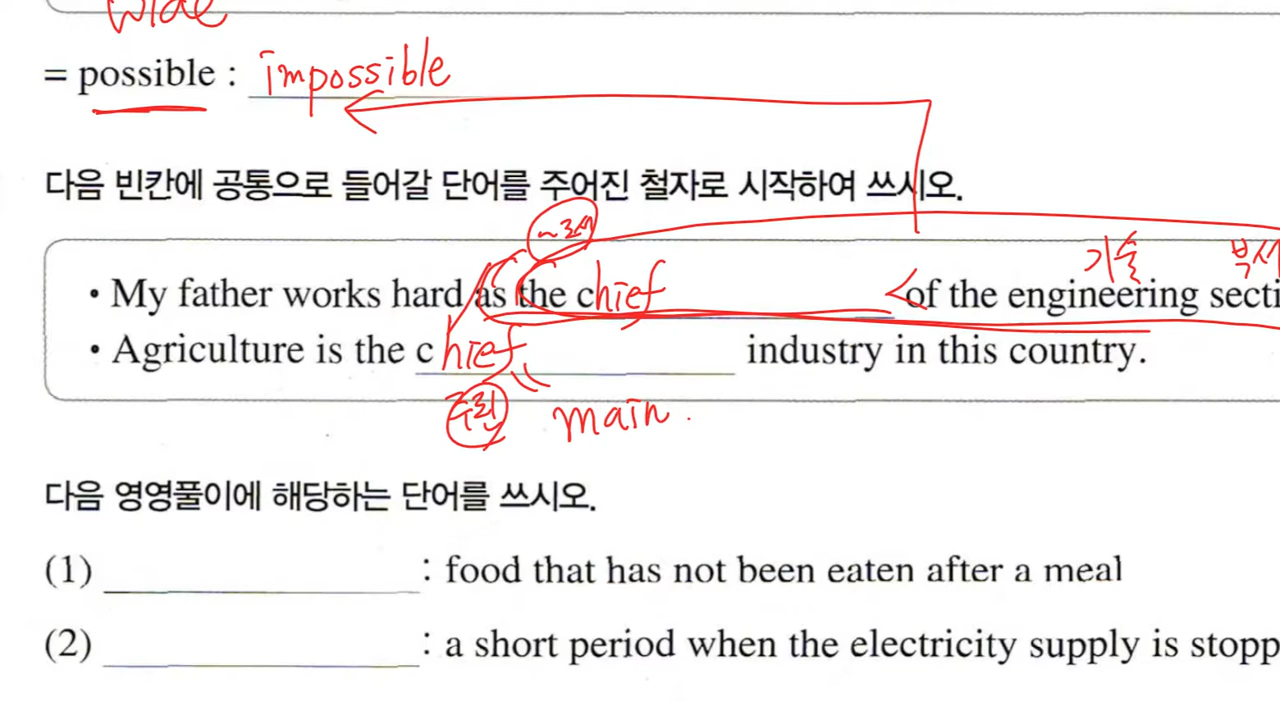 wide
= possible : impossible
다음 빈칸에 공통으로 들어갈 단어를 주어진 철자로 시작하여 쓰시오.
~로서
기술
• My father works hard as the chief of the engineering secti
• Agriculture is the chief industry in this country.
주된 main.
다음 영영풀이에 해당하는 단어를 쓰시오.
(1) : food that has not been eaten after a meal
(2) : a short period when the electricity supply is stopp